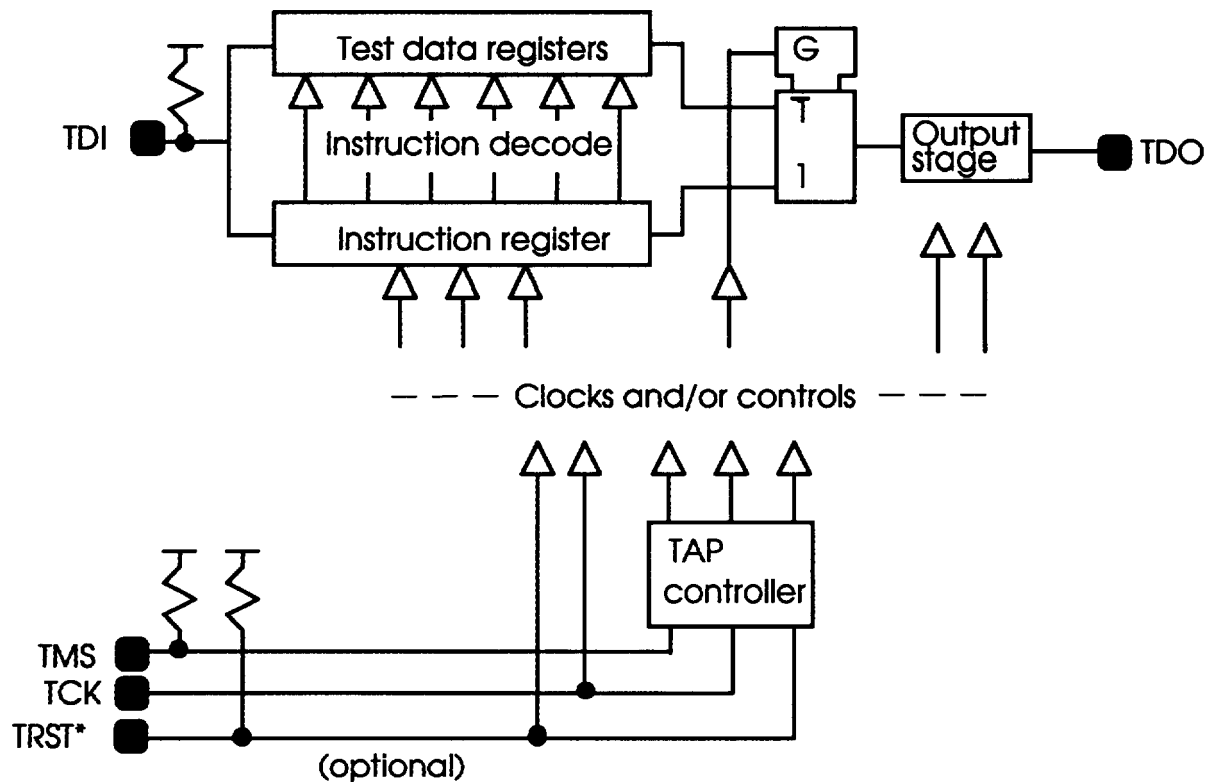 Test data registers
G
TDI
Instruction decode
1
Output
stage
TDO
1
Instruction register
Clocks and/or controls
TAP
controller
TMS
TCK
TRST*
(optional)